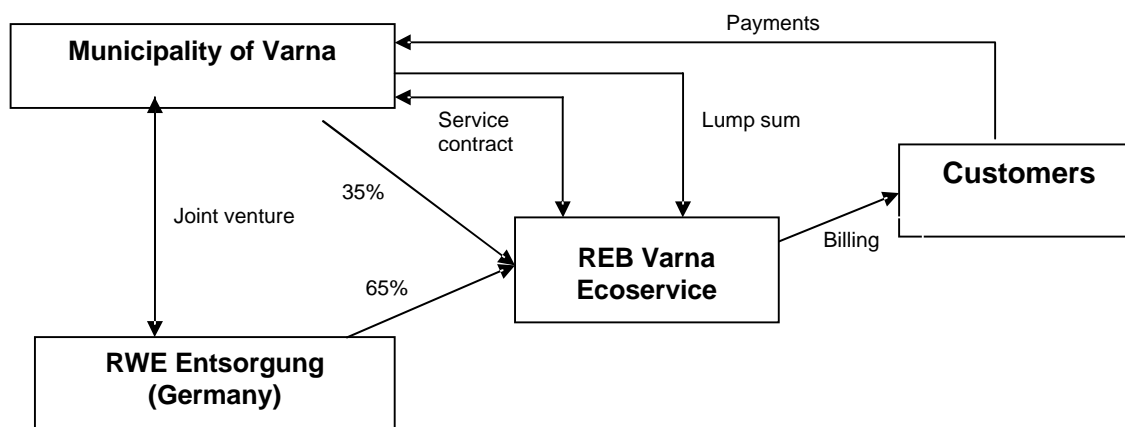 Payments
Municipality of Varna
Service
contract
Lump sum
Customers
35%
Joint venture
Billing
REB Varna
Ecoservice
65%
RWE Entsorgung
(Germany)